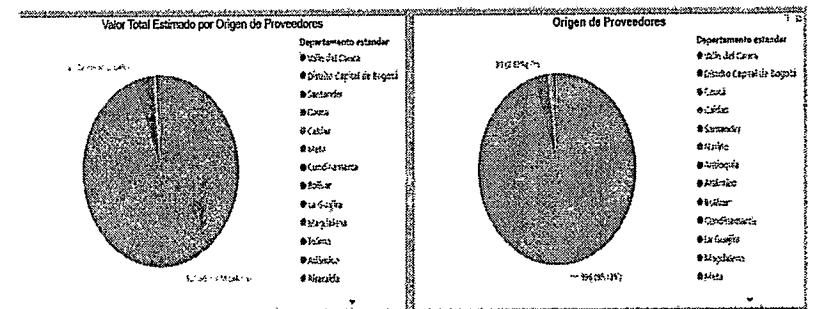 Valor Total Estimado por Origen de Proveedores
Departamento estandar
Valle del Cauca
Distrito Capital de Bogotá
Santander
Cauca
Caldas
Meta
Cundinamarca
Bolívar
La Guajira
Magdalena
Tolima
Atlántico
Risaralda
Origen de Proveedores
Departamento estandar
Valle del Cauca
Distrito Capital de Bogotá
Cauca
Caldas
Santander
Nariño
Antioquia
Atlántico
Bolívar
Cundinamarca
La Guajira
Magdalena
Meta